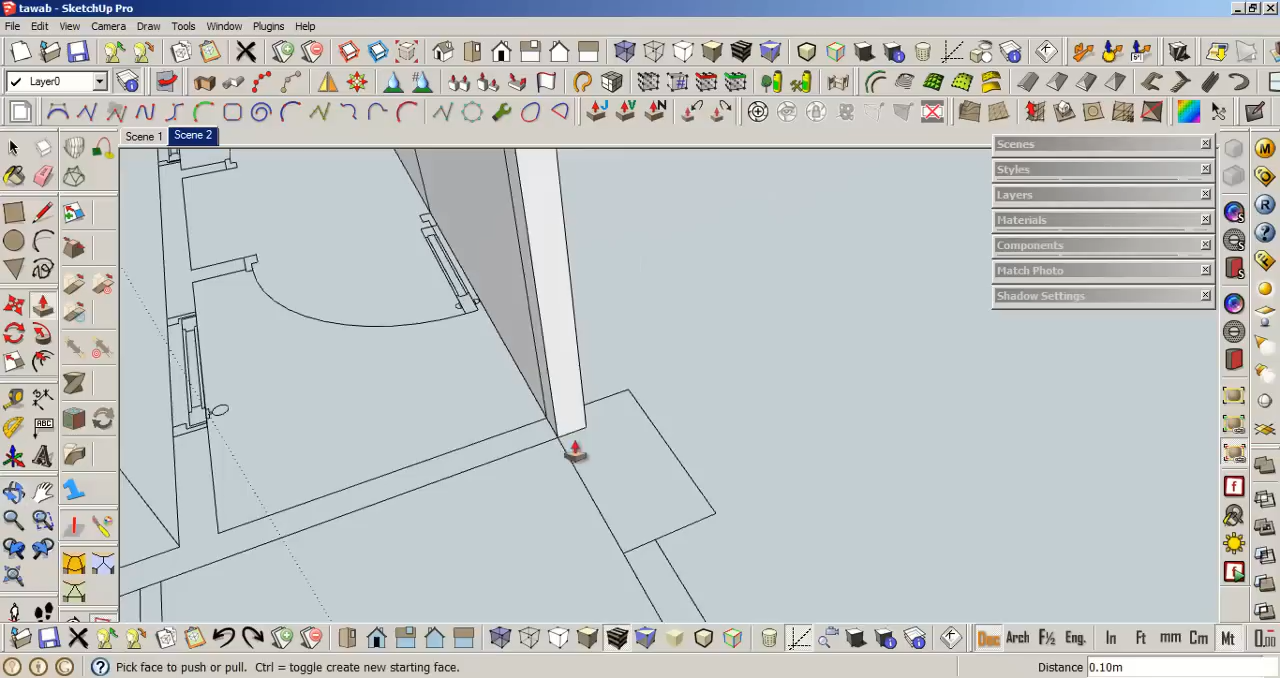 tawab - SketchUp Pro
File Edit View Camera Draw Tools Window Plugins Help
Layer0
Scene 1 Scene 2
Scenes
Styles
Layers
Materials
Components
Match Photo
Shadow Settings
Doc Arch F½ Eng. In Ft mm Cm Mt 0.00
Pick face to push or pull. Ctrl = toggle create new starting face.
Distance 0.10m